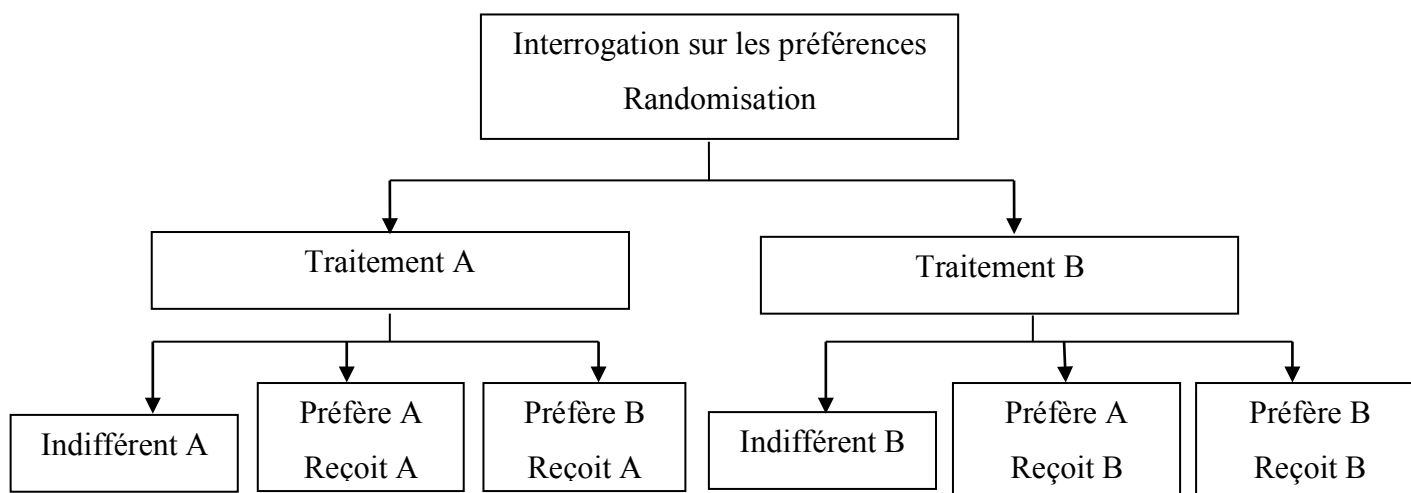 Interrogation sur les préférences
Randomisation
Traitement A
Traitement B
Indifférent A
Préfère A
Reçoit A
Préfère B
Reçoit A
Indifférent B
Préfère A
Reçoit B
Préfère B
Reçoit B